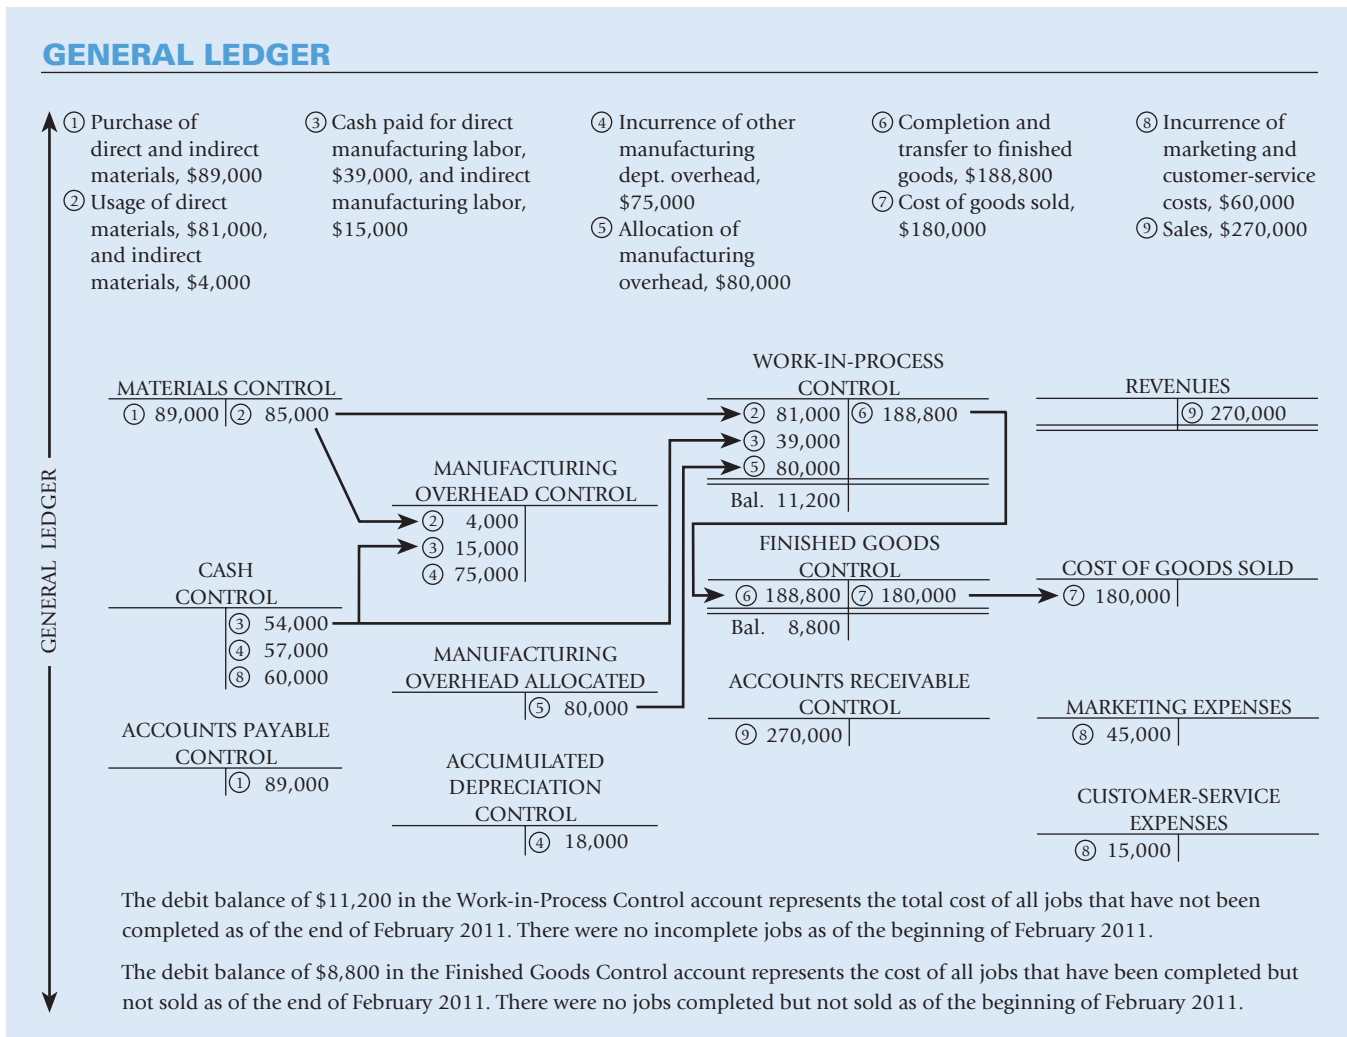 GENERAL LEDGER
① Purchase of
direct and indirect
materials, $89,000
② Usage of direct
materials, $81,000,
and indirect
materials, $4,000
③ Cash paid for direct
manufacturing labor,
$39,000, and indirect
manufacturing labor,
$15,000
④ Incurrence of other
manufacturing
dept. overhead,
$75,000
⑤ Allocation of
manufacturing
overhead, $80,000
⑥ Completion and
transfer to finished
goods, $188,800
⑦ Cost of goods sold,
$180,000
⑧ Incurrence of
marketing and
customer-service
costs, $60,000
⑨ Sales, $270,000
GENERAL LEDGER
MATERIALS CONTROL
① 89,000 ② 85,000
CASH
CONTROL
③ 54,000
④ 57,000
⑧ 60,000
ACCOUNTS PAYABLE
CONTROL
① 89,000
MANUFACTURING
OVERHEAD CONTROL
② 4,000
③ 15,000
④ 75,000
MANUFACTURING
OVERHEAD ALLOCATED
⑤ 80,000
ACCUMULATED
DEPRECIATION
CONTROL
④ 18,000
WORK-IN-PROCESS
CONTROL
② 81,000 ⑥ 188,800
③ 39,000
⑤ 80,000
Bal. 11,200
FINISHED GOODS
CONTROL
⑥ 188,800 ⑦ 180,000
Bal. 8,800
ACCOUNTS RECEIVABLE
CONTROL
⑨ 270,000
REVENUES
⑨ 270,000
COST OF GOODS SOLD
⑦ 180,000
MARKETING EXPENSES
⑧ 45,000
CUSTOMER-SERVICE
EXPENSES
⑧ 15,000
The debit balance of $11,200 in the Work-in-Process Control account represents the total cost of all jobs that have not been
completed as of the end of February 2011. There were no incomplete jobs as of the beginning of February 2011.
The debit balance of $8,800 in the Finished Goods Control account represents the cost of all jobs that have been completed but
not sold as of the end of February 2011. There were no jobs completed but not sold as of the beginning of February 2011.